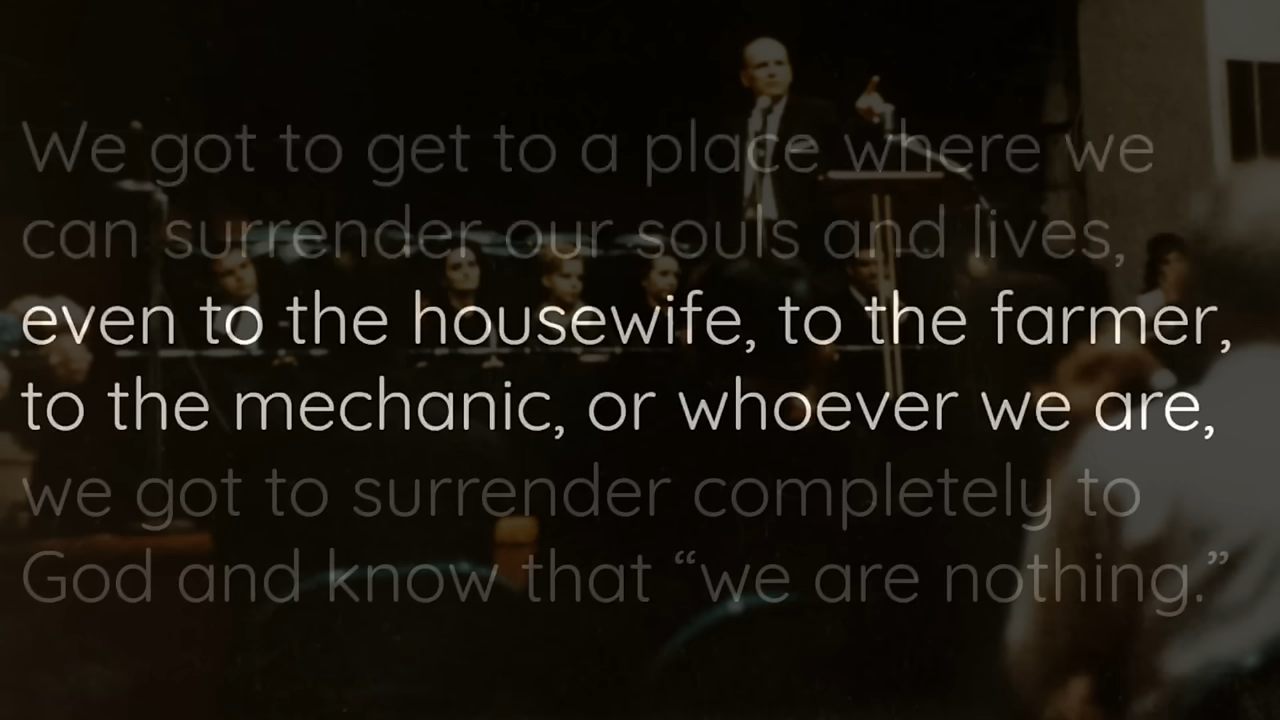 We got to get to a place where we
can surrender our souls and lives,
even to the housewife, to the farmer,
to the mechanic, or whoever we are,
we got to surrender completely to
God and know that “we are nothing.”